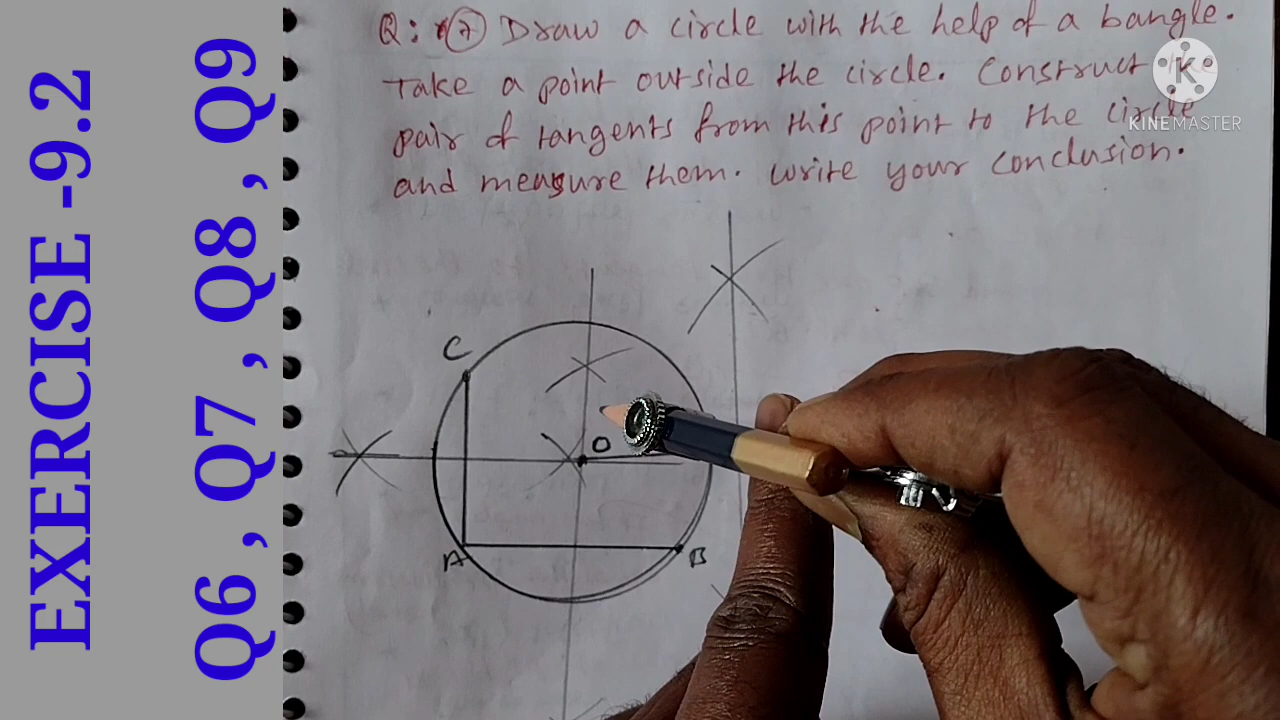 EXERCISE -9.2
Q6 , Q7 , Q8 , Q9
Q: (7) Draw a circle with the help of a bangle.
Take a point outside the circle. Construct the
pair of tangents from this point to the circle
and measure them. Write your conclusion.
K
KINEMASTER
C
O
A
B